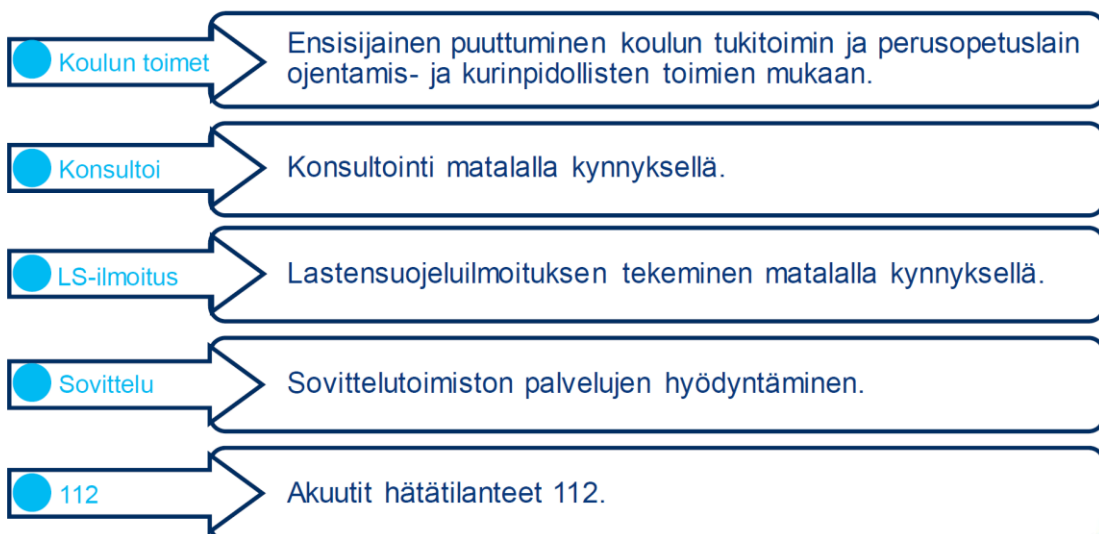 Koulun toimet
Ensisijainen puuttuminen koulun tukitoimin ja perusopetuslain
ojentamis- ja kurinpidollisten toimien mukaan.
Konsultoi
Konsultointi matalalla kynnyksellä.
LS-ilmoitus
Lastensuojeluilmoituksen tekeminen matalalla kynnyksellä.
Sovittelu
Sovittelutoimiston palvelujen hyödyntäminen.
112
Akuutit hätätilanteet 112.